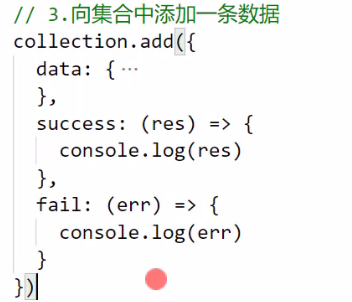 // 3.向集合中添加一条数据
collection.add({
  data: {···
  },
  success: (res) => {
    console.log(res)
  },
  fail: (err) => {
    console.log(err)
  }
})